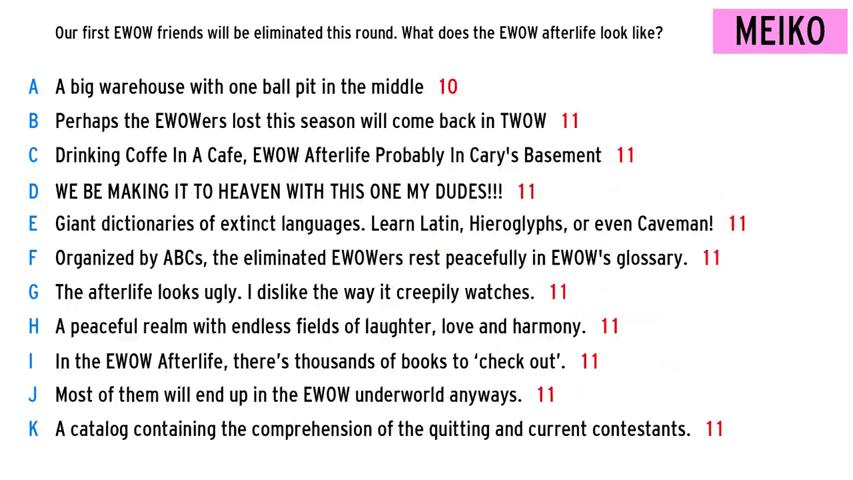 Our first EWOW friends will be eliminated this round. What does the EWOW afterlife look like?
MEIKO
A A big warehouse with one ball pit in the middle 10
B Perhaps the EWOWers lost this season will come back in TWOW 11
C Drinking Coffe In A Cafe, EWOW Afterlife Probably In Cary's Basement 11
D WE BE MAKING IT TO HEAVEN WITH THIS ONE MY DUDES!!! 11
E Giant dictionaries of extinct languages. Learn Latin, Hieroglyphs, or even Caveman! 11
F Organized by ABCs, the eliminated EWOWers rest peacefully in EWOW's glossary. 11
G The afterlife looks ugly. I dislike the way it creepily watches. 11
H A peaceful realm with endless fields of laughter, love and harmony. 11
I In the EWOW Afterlife, there’s thousands of books to ‘check out’. 11
J Most of them will end up in the EWOW underworld anyways. 11
K A catalog containing the comprehension of the quitting and current contestants. 11